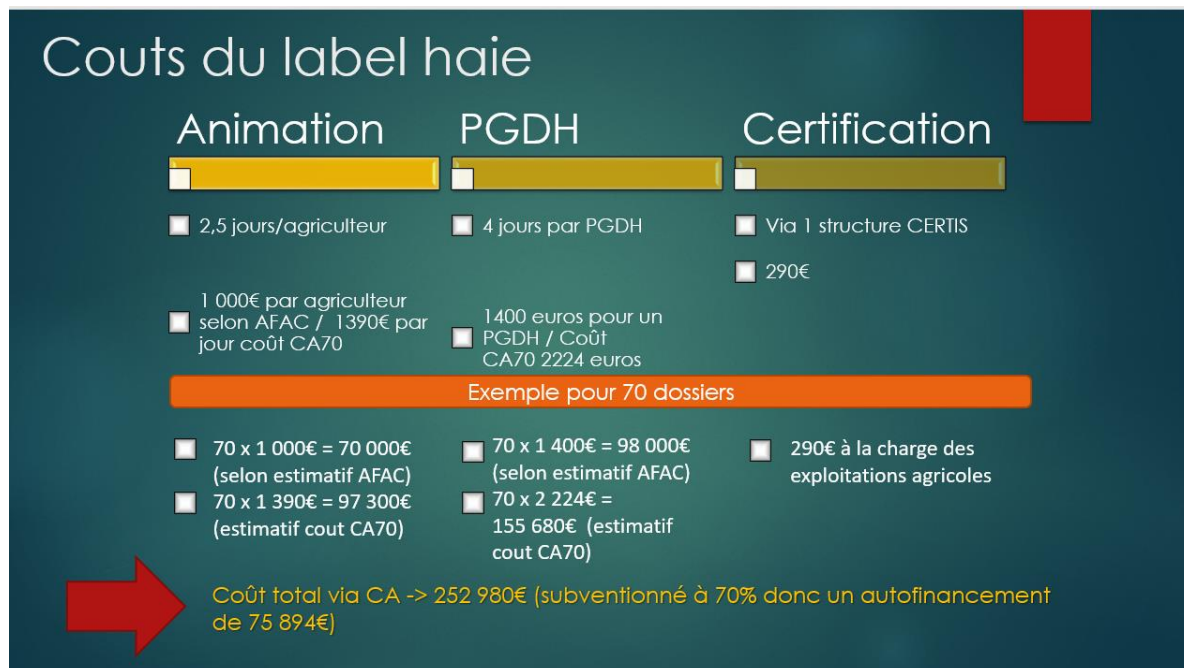 Couts du label haie
Animation
2,5 jours/agriculteur
1 000€ par agriculteur
selon AFAC / 1390€ par
jour coût CA70
PGDH
4 jours par PGDH
1400 euros pour un
PGDH / Coût
CA70 2224 euros
Certification
Via 1 structure CERTIS
290€
Exemple pour 70 dossiers
70 x 1 000€ = 70 000€
(selon estimatif AFAC)
70 x 1 390€ = 97 300€
(estimatif cout CA70)
70 x 1 400€ = 98 000€
(selon estimatif AFAC)
70 x 2 224€ =
155 680€ (estimatif
cout CA70)
290€ à la charge des
exploitations agricoles
Coût total via CA -> 252 980€ (subventionné à 70% donc un autofinancement
de 75 894€)